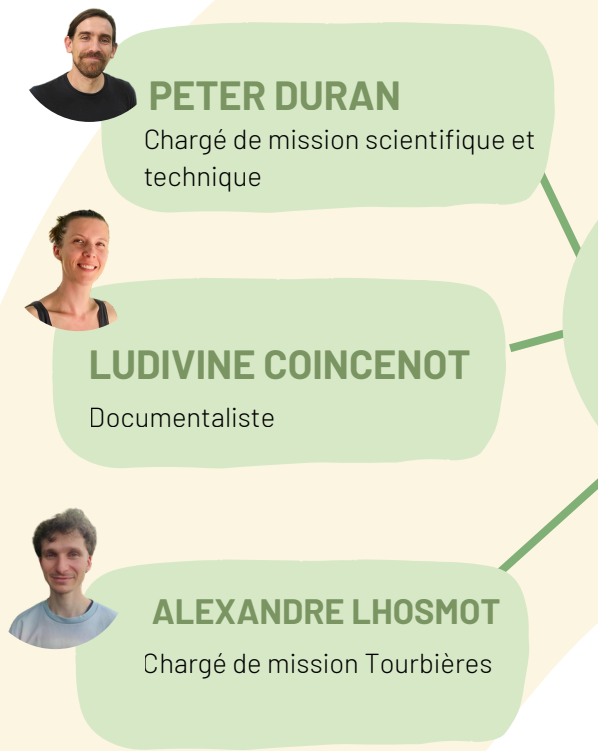 PETER DURAN
Chargé de mission scientifique et
technique
LUDIVINE COINCENOT
Documentaliste
ALEXANDRE LHOSMOT
Chargé de mission Tourbières